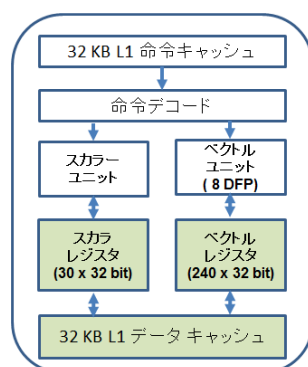 32 KB L1 命令キャッシュ
命令デコード
スカラー
ユニット
ベクトル
ユニット
( 8 DFP)
スカラ
レジスタ
(30 x 32 bit)
ベクトル
レジスタ
(240 x 32 bit)
32 KB L1 データ キャッシュ